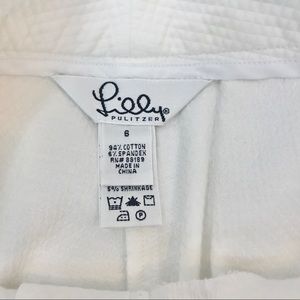 Lilly®
PULITZER
6
94% COTTON
6% SPANDEX
RN# 89189
MADE IN
CHINA
5% SHRINKAGE
P